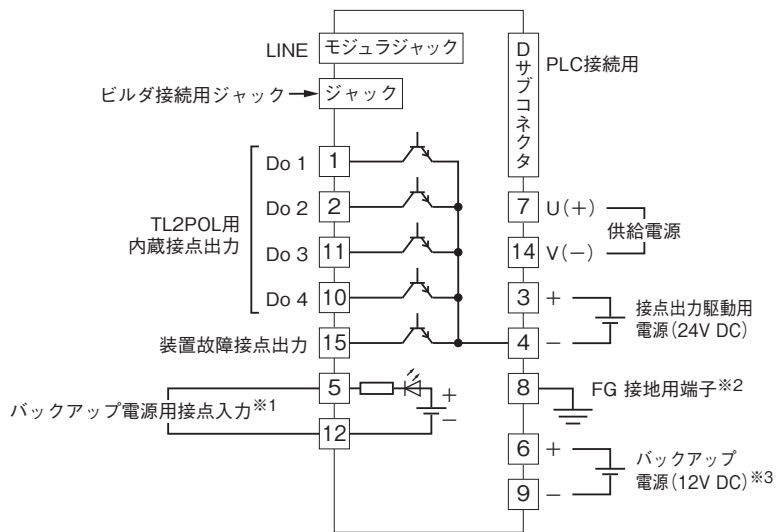 LINE
モジュラジャック
ビルダ接続用ジャック
ジャック
Dサブコネクタ
PLC接続用
TL2POL用
内蔵接点出力
Do 1
1
Do 2
2
Do 3
11
Do 4
10
装置故障接点出力
15
バックアップ電源用接点入力※1
5
+
−
12
7
U(+)
14
V(−)
供給電源
3
+
4
−
接点出力駆動用
電源(24V DC)
8
FG 接地用端子※2
6
+
9
−
バックアップ
電源(12V DC)※3